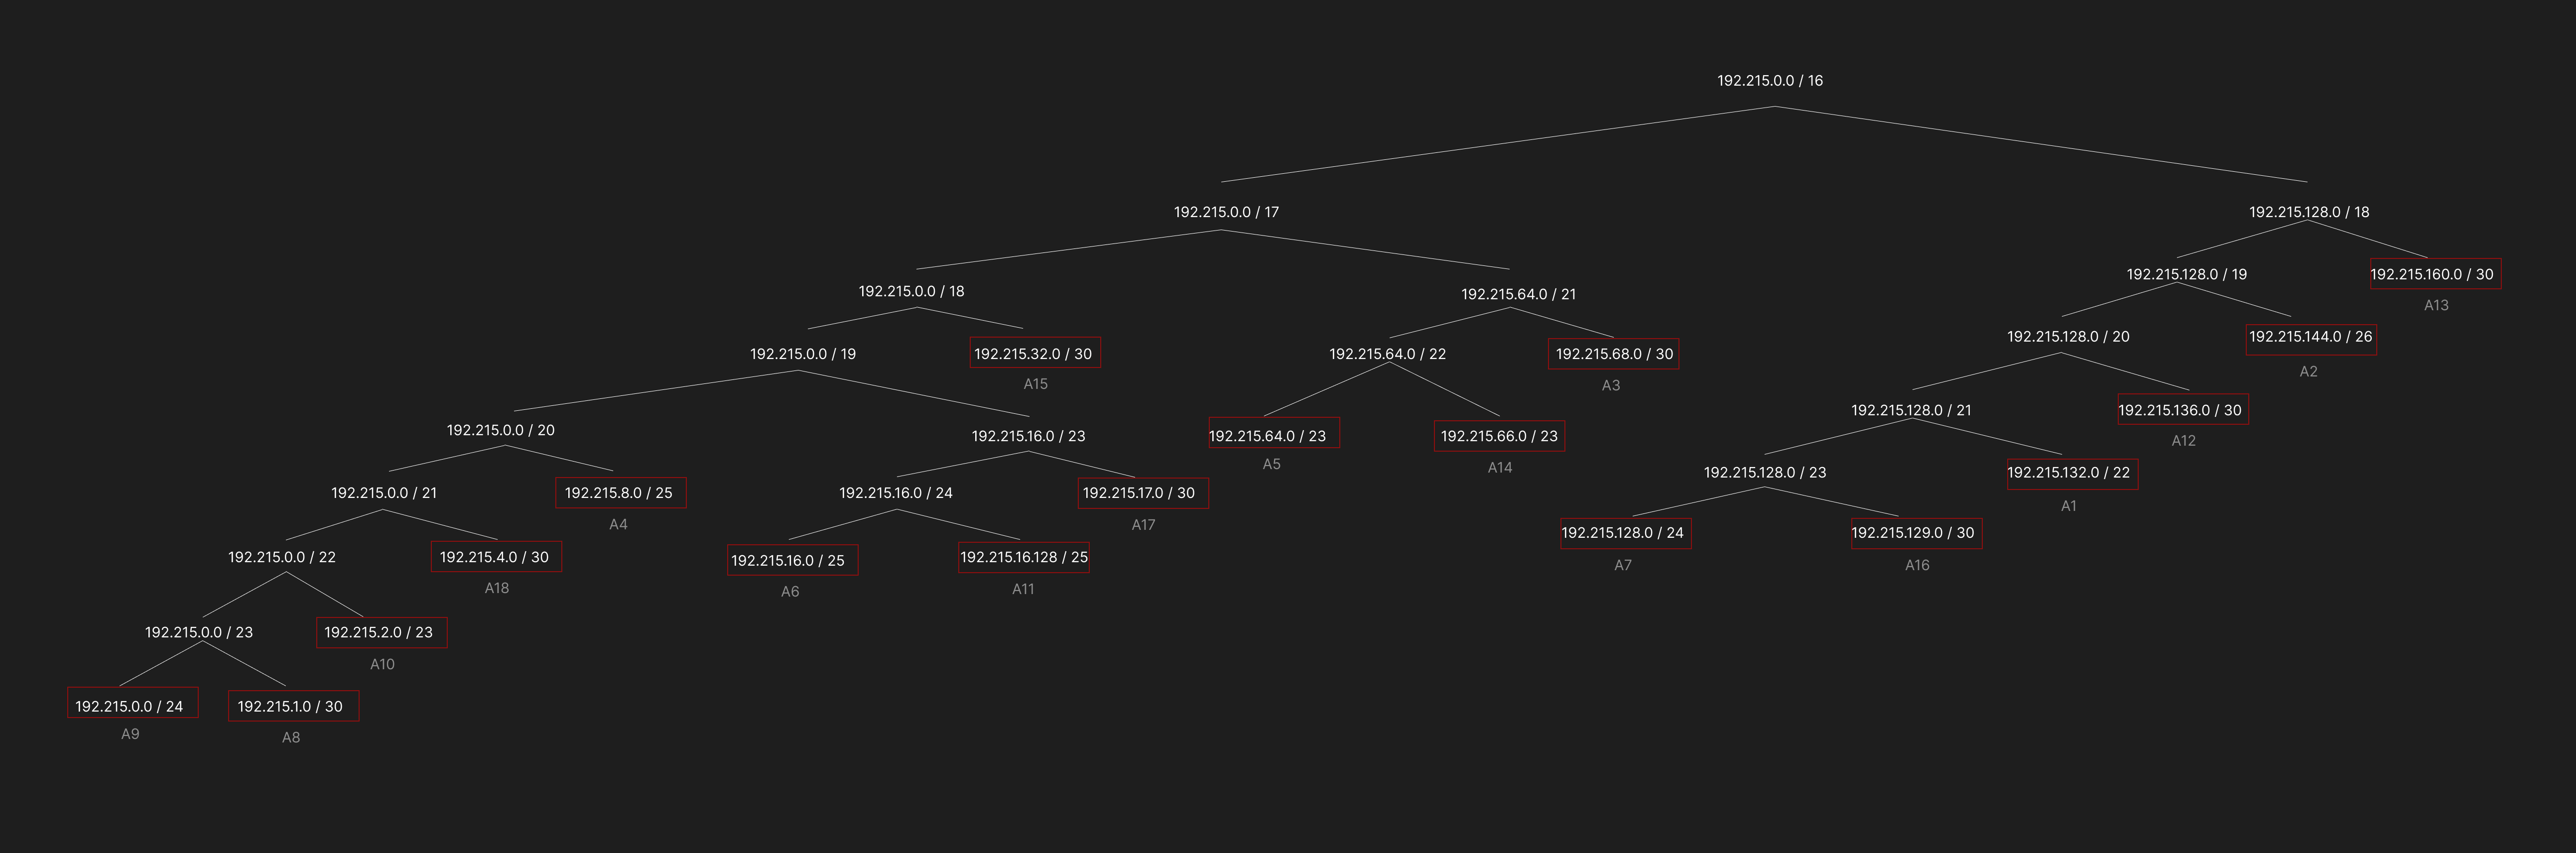 192.215.0.0 / 16
192.215.0.0 / 17
192.215.128.0 / 18
192.215.128.0 / 19
192.215.160.0 / 30
A13
192.215.0.0 / 18
192.215.64.0 / 21
192.215.128.0 / 20
192.215.144.0 / 26
A2
192.215.0.0 / 19
192.215.32.0 / 30
A15
192.215.64.0 / 22
192.215.68.0 / 30
A3
192.215.128.0 / 21
192.215.136.0 / 30
A12
192.215.0.0 / 20
192.215.16.0 / 23
192.215.64.0 / 23
A5
192.215.66.0 / 23
A14
192.215.128.0 / 23
192.215.132.0 / 22
A1
192.215.0.0 / 21
192.215.8.0 / 25
A4
192.215.16.0 / 24
192.215.17.0 / 30
A17
192.215.128.0 / 24
A7
192.215.129.0 / 30
A16
192.215.0.0 / 22
192.215.4.0 / 30
A18
192.215.16.0 / 25
A6
192.215.16.128 / 25
A11
192.215.0.0 / 23
192.215.2.0 / 23
A10
192.215.0.0 / 24
A9
192.215.1.0 / 30
A8